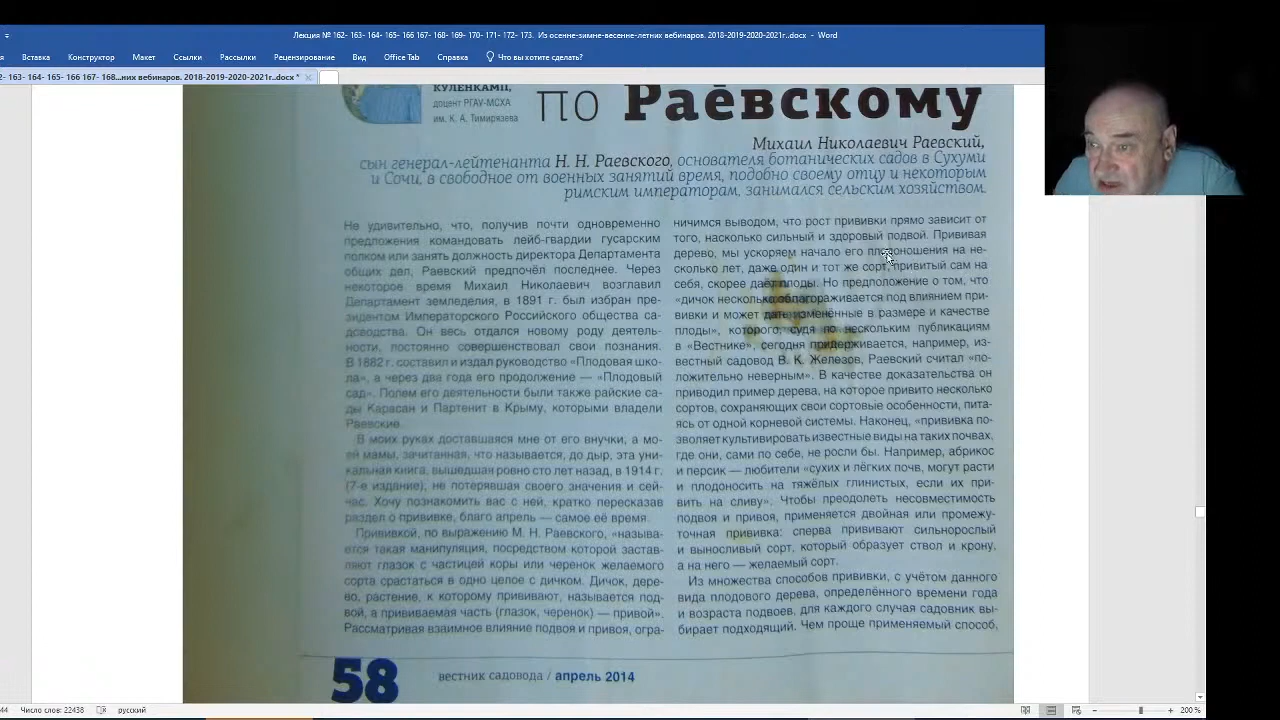 Лекция № 162- 163- 164- 165- 166 167- 168- 169- 170- 171- 172- 173. Из осенне-зимне-весенне-летних вебинаров. 2018-2019-2020-2021г..docx - Word
Вставка Конструктор Макет Ссылки Рассылки Рецензирование Вид Office Tab Справка Что вы хотите сделать?
2- 163- 164- 165- 166 167- 168...них вебинаров. 2018-2019-2020-2021г..docx *
КУЛЕНКАМП,
доцент РГАУ-МСХА
им. К. А. Тимирязева
по Раевскому
Михаил Николаевич Раевский,
сын генерал-лейтенанта Н. Н. Раевского, основателя ботанических садов в Сухуми
и Сочи, в свободное от военных занятий время, подобно своему отцу и некоторым
римским императорам, занимался сельским хозяйством.
Не удивительно, что, получив почти одновременно
предложения командовать лейб-гвардии гусарским
полком или занять должность директора Департамента
общих дел, Раевский предпочёл последнее. Через
некоторое время Михаил Николаевич возглавил
Департамент земледелия, в 1891 г. был избран пре-
зидентом Императорского Российского общества са-
доводства. Он весь отдался новому роду деятель-
ности, постоянно совершенствовал свои познания.
В 1882 г. составил и издал руководство «Плодовая шко-
ла», а через два года его продолжение — «Плодовый
сад». Полем его деятельности были также райские са-
ды Карасан и Партенит в Крыму, которыми владели
Раевские.
В моих руках доставшаяся мне от его внучки, а мо-
ей мамы, зачитанная, что называется, до дыр, эта уни-
кальная книга, вышедшая ровно сто лет назад, в 1914 г.
(7-е издание), не потерявшая своего значения и сей-
час. Хочу познакомить вас с ней, кратко пересказав
раздел о прививке, благо апрель — самое её время.
Прививкой, по выражению М. Н. Раевского, «называ-
ется такая манипуляция, посредством которой застав-
ляют глазок с частицей коры или черенок желаемого
сорта срастаться в одно целое с дичком. Дичок, дере-
во, растение, к которому прививают, называется под-
вой, а прививаемая часть (глазок, черенок) — привой».
Рассматривая взаимное влияние подвоя и привоя, огра-
ничимся выводом, что рост прививки прямо зависит от
того, насколько сильный и здоровый подвой. Прививая
дерево, мы ускоряем начало его плодоношения на не-
сколько лет, даже один и тот же сорт, привитый сам на
себя, скорее даёт плоды. Но предположение о том, что
«дичок несколько облагораживается под влиянием при-
вивки и может дать изменённые в размере и качестве
плоды», которого, судя по нескольким публикациям
в «Вестнике», сегодня придерживается, например, из-
вестный садовод В. К. Железов, Раевский считал «по-
ложительно неверным». В качестве доказательства он
приводил пример дерева, на которое привито несколько
сортов, сохраняющих свои сортовые особенности, пита-
ясь от одной корневой системы. Наконец, «прививка по-
зволяет культивировать известные виды на таких почвах,
где они, сами по себе, не росли бы. Например, абрикос
и персик — любители «сухих и лёгких почв, могут расти
и плодоносить на тяжёлых глинистых, если их при-
вить на сливу». Чтобы преодолеть несовместимость
подвоя и привоя, применяется двойная или промежу-
точная прививка: сперва прививают сильнорослый
и выносливый сорт, который образует ствол и крону,
а на него — желаемый сорт.
Из множества способов прививки, с учётом данного
вида плодового дерева, определённого времени года
и возраста подвоев, для каждого случая садовник вы-
бирает подходящий. Чем проще применяемый способ,
58 вестник садовода / апрель 2014
44 Число слов: 22438 русский 200 %